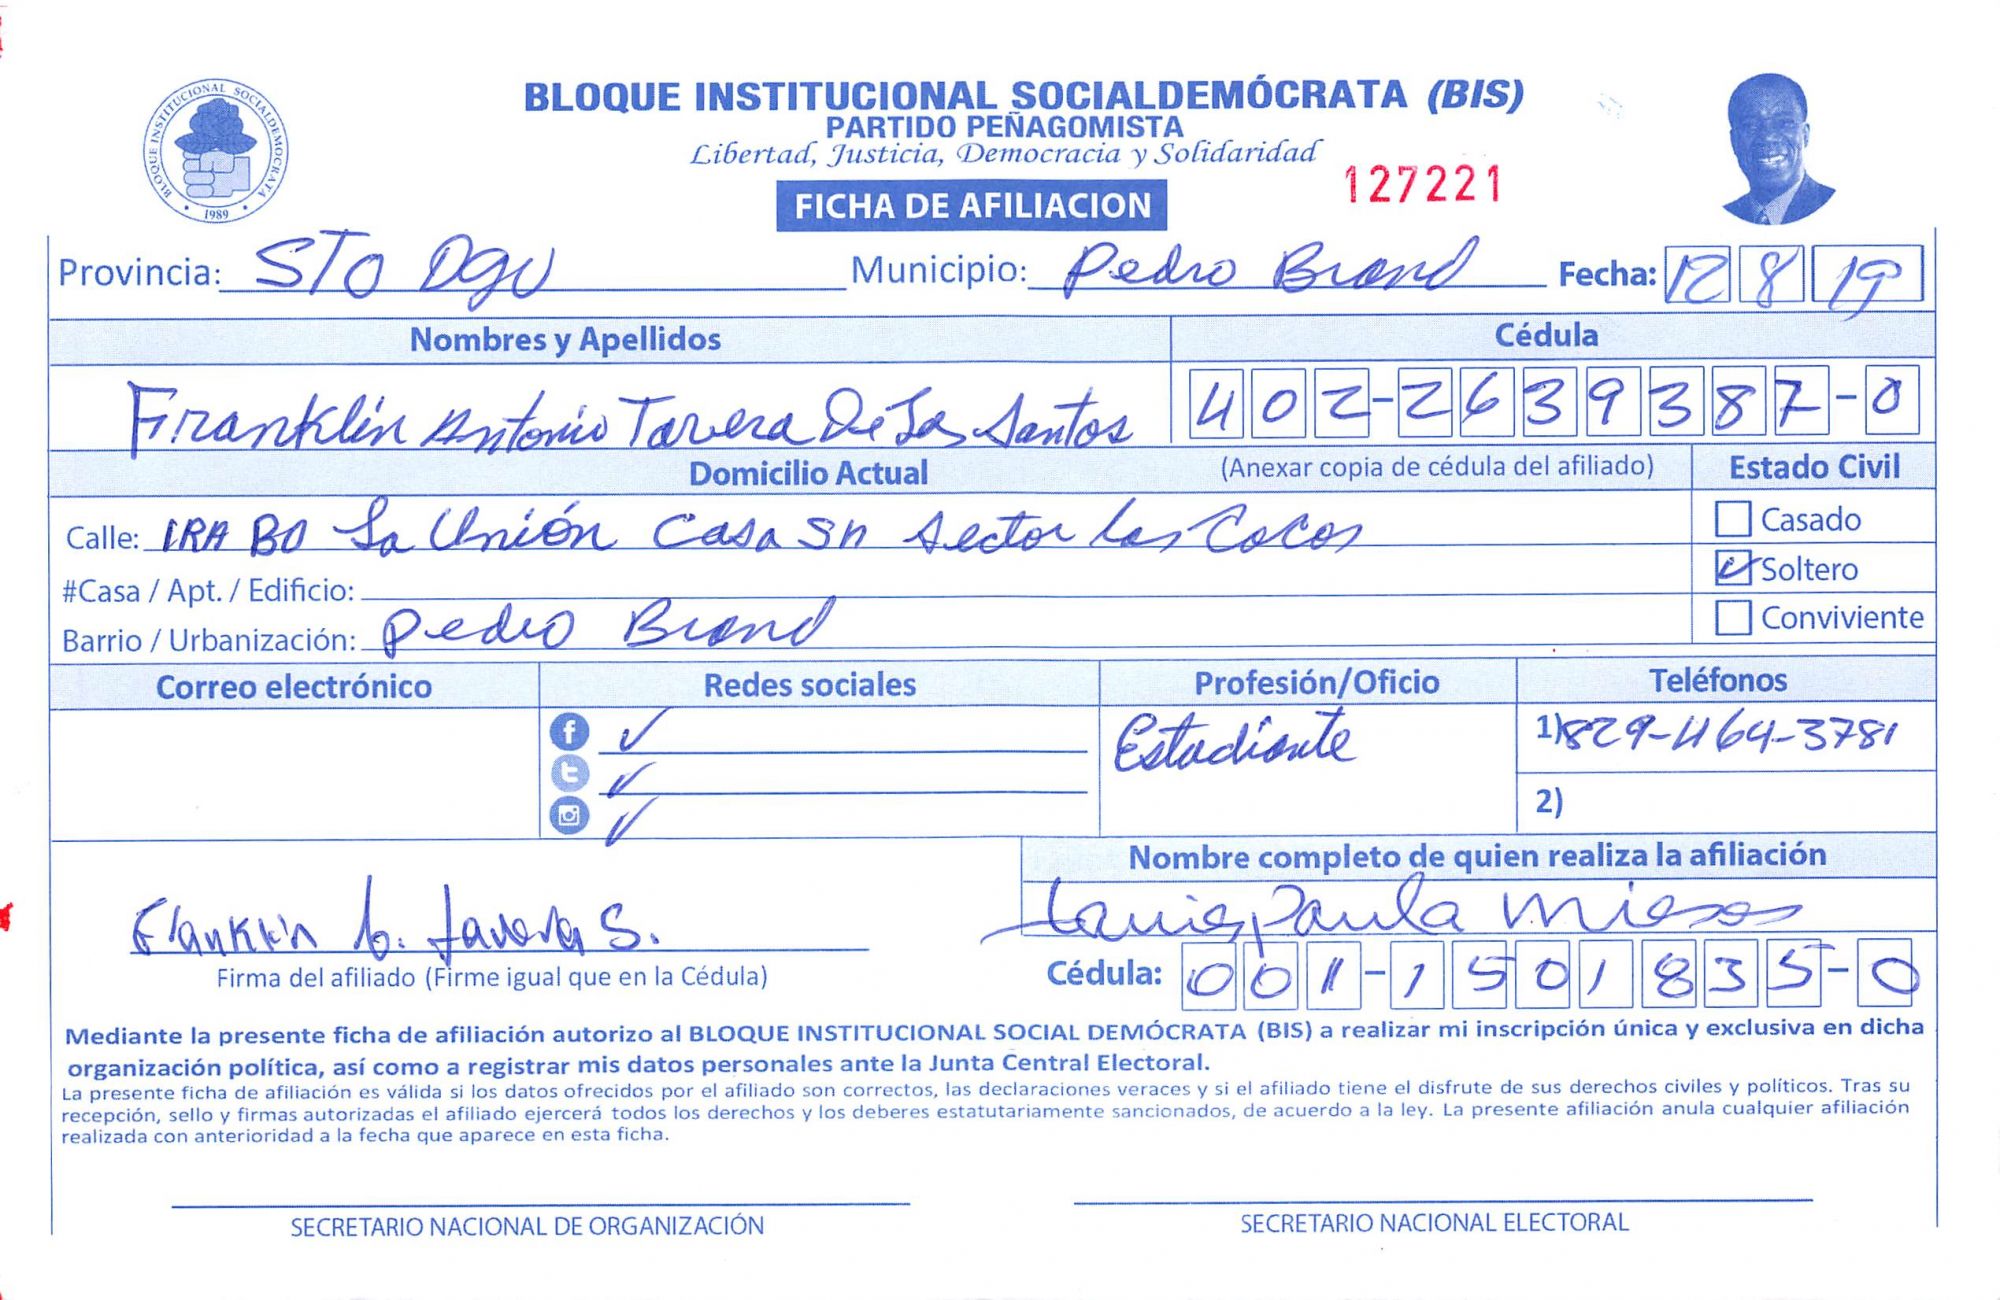 BLOQUE INSTITUCIONAL SOCIALDEMÓCRATA (BIS)
PARTIDO PEÑAGOMISTA
Libertad, Justicia, Democracia y Solidaridad
127221
FICHA DE AFILIACION
BLOQUE INSTITUCIONAL SOCIALDEMOCRATA
1989
Provincia: STO Dgo Municipio: Pedro Brand Fecha: 12 8 19
Nombres y Apellidos Cédula
Franklin Antonio Tavera De Los Santos 402-2639387-0
Domicilio Actual (Anexar copia de cédula del afiliado) Estado Civil
Calle: 1RA BO La Unión Casa SN Sector Los Cocos Casado
#Casa / Apt. / Edificio: Soltero
Barrio / Urbanización: Pedro Brand Conviviente
Correo electrónico Redes sociales Profesión/Oficio Teléfonos
Estudiante 1) 829-464-3781
2)
Nombre completo de quien realiza la afiliación
Franklin A. Tavera S. Paula Mieses
Firma del afiliado (Firme igual que en la Cédula) Cédula: 001-1501835-0
Mediante la presente ficha de afiliación autorizo al BLOQUE INSTITUCIONAL SOCIAL DEMÓCRATA (BIS) a realizar mi inscripción única y exclusiva en dicha
organización política, así como a registrar mis datos personales ante la Junta Central Electoral.
La presente ficha de afiliación es válida si los datos ofrecidos por el afiliado son correctos, las declaraciones veraces y si el afiliado tiene el disfrute de sus derechos civiles y políticos. Tras su
recepción, sello y firmas autorizadas el afiliado ejercerá todos los derechos y los deberes estatutariamente sancionados, de acuerdo a la ley. La presente afiliación anula cualquier afiliación
realizada con anterioridad a la fecha que aparece en esta ficha.
SECRETARIO NACIONAL DE ORGANIZACIÓN SECRETARIO NACIONAL ELECTORAL